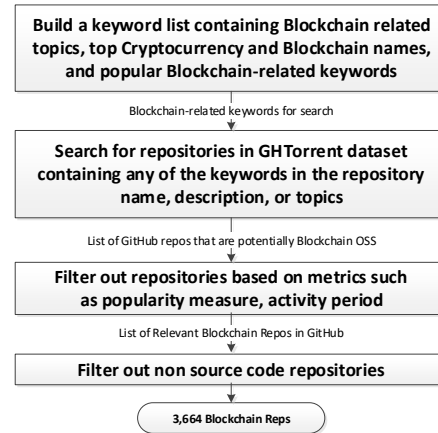 Build a keyword list containing Blockchain related
topics, top Cryptocurrency and Blockchain names,
and popular Blockchain-related keywords
Blockchain-related keywords for search
Search for repositories in GHTorrent dataset
containing any of the keywords in the repository
name, description, or topics
List of GitHub repos that are potentially Blockchain OSS
Filter out repositories based on metrics such
as popularity measure, activity period
List of Relevant Blockchain Repos in GitHub
Filter out non source code repositories
3,664 Blockchain Reps